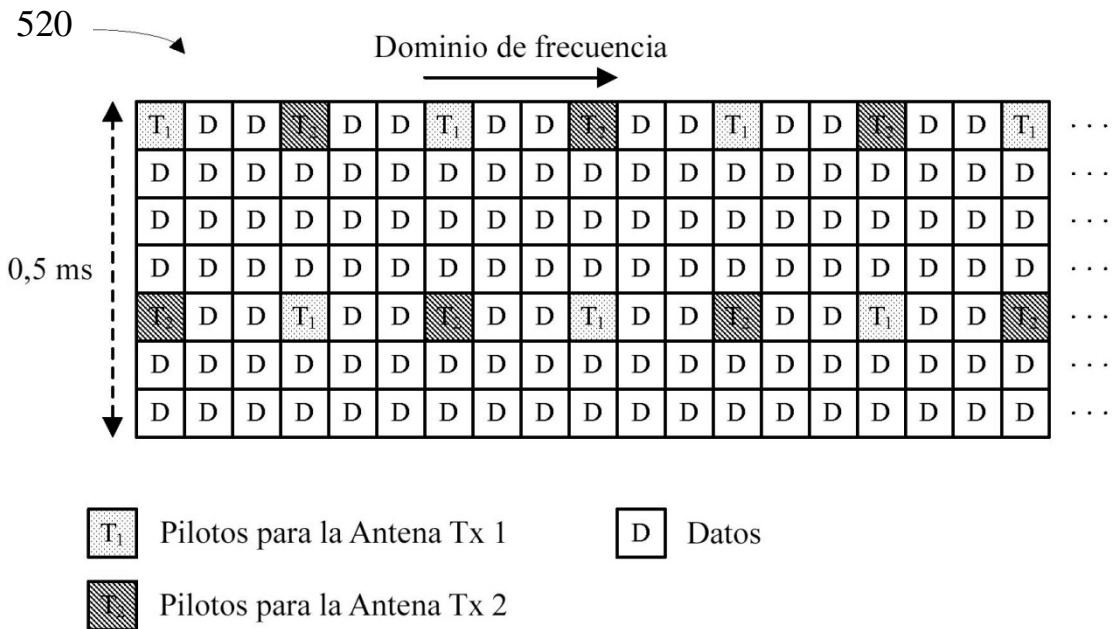 520
Dominio de frecuencia
T₁ D D T₂ D D T₁ D D T₂ D D T₁ D D T₂ D D T₁ . . .
D D D D D D D D D D D D D D D D D D D . . .
D D D D D D D D D D D D D D D D D D D . . .
0,5 ms D D D D D D D D D D D D D D D D D D D . . .
T₂ D D T₁ D D T₂ D D T₁ D D T₂ D D T₁ D D T₂ . . .
D D D D D D D D D D D D D D D D D D D . . .
D D D D D D D D D D D D D D D D D D D . . .
T₁ Pilotos para la Antena Tx 1 D Datos
T₂ Pilotos para la Antena Tx 2